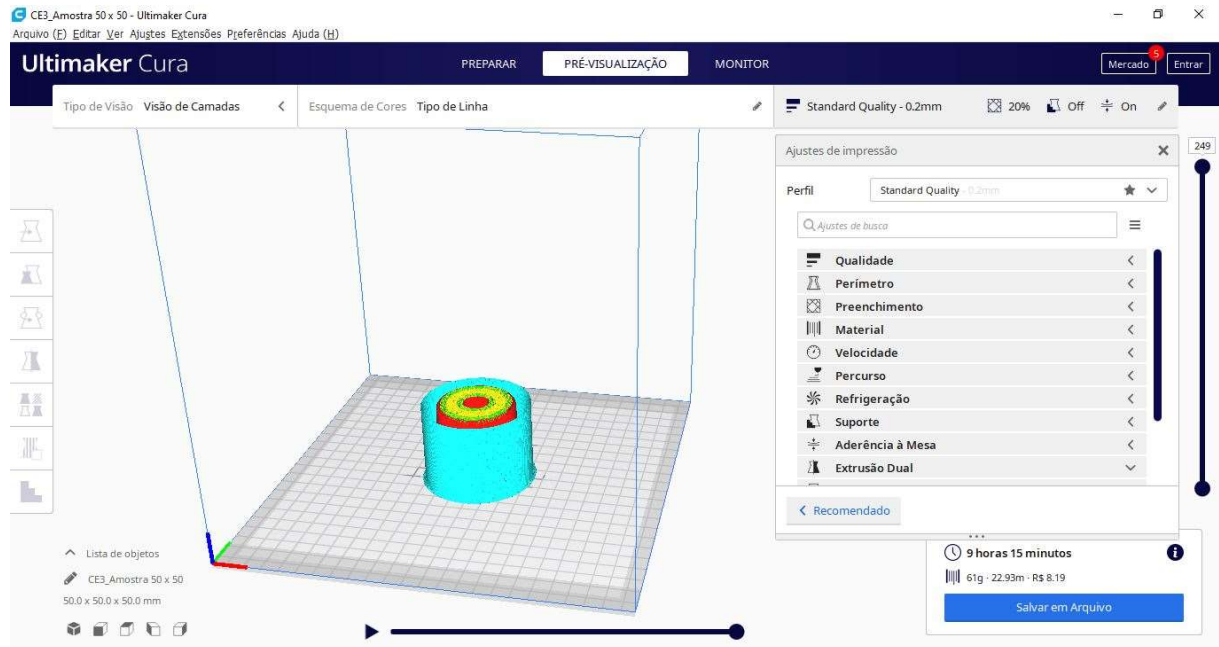 CE3_Amostra 50 x 50 - Ultimaker Cura
Arquivo (F) Editar Ver Ajustes Extensões Preferências Ajuda (H)
Ultimaker Cura
PREPARAR
PRÉ-VISUALIZAÇÃO
MONITOR
Mercado
5
Entrar
Tipo de Visão Visão de Camadas
Esquema de Cores Tipo de Linha
Standard Quality - 0.2mm
20%
Off
On
249
Ajustes de impressão
Perfil
Standard Quality - 0.2mm
Ajustes de busca
Qualidade
Perímetro
Preenchimento
Material
Velocidade
Percurso
Refrigeração
Suporte
Aderência à Mesa
Extrusão Dual
Recomendado
Lista de objetos
CE3_Amostra 50 x 50
50.0 x 50.0 x 50.0 mm
9 horas 15 minutos
61g · 22.93m · R$ 8.19
Salvar em Arquivo